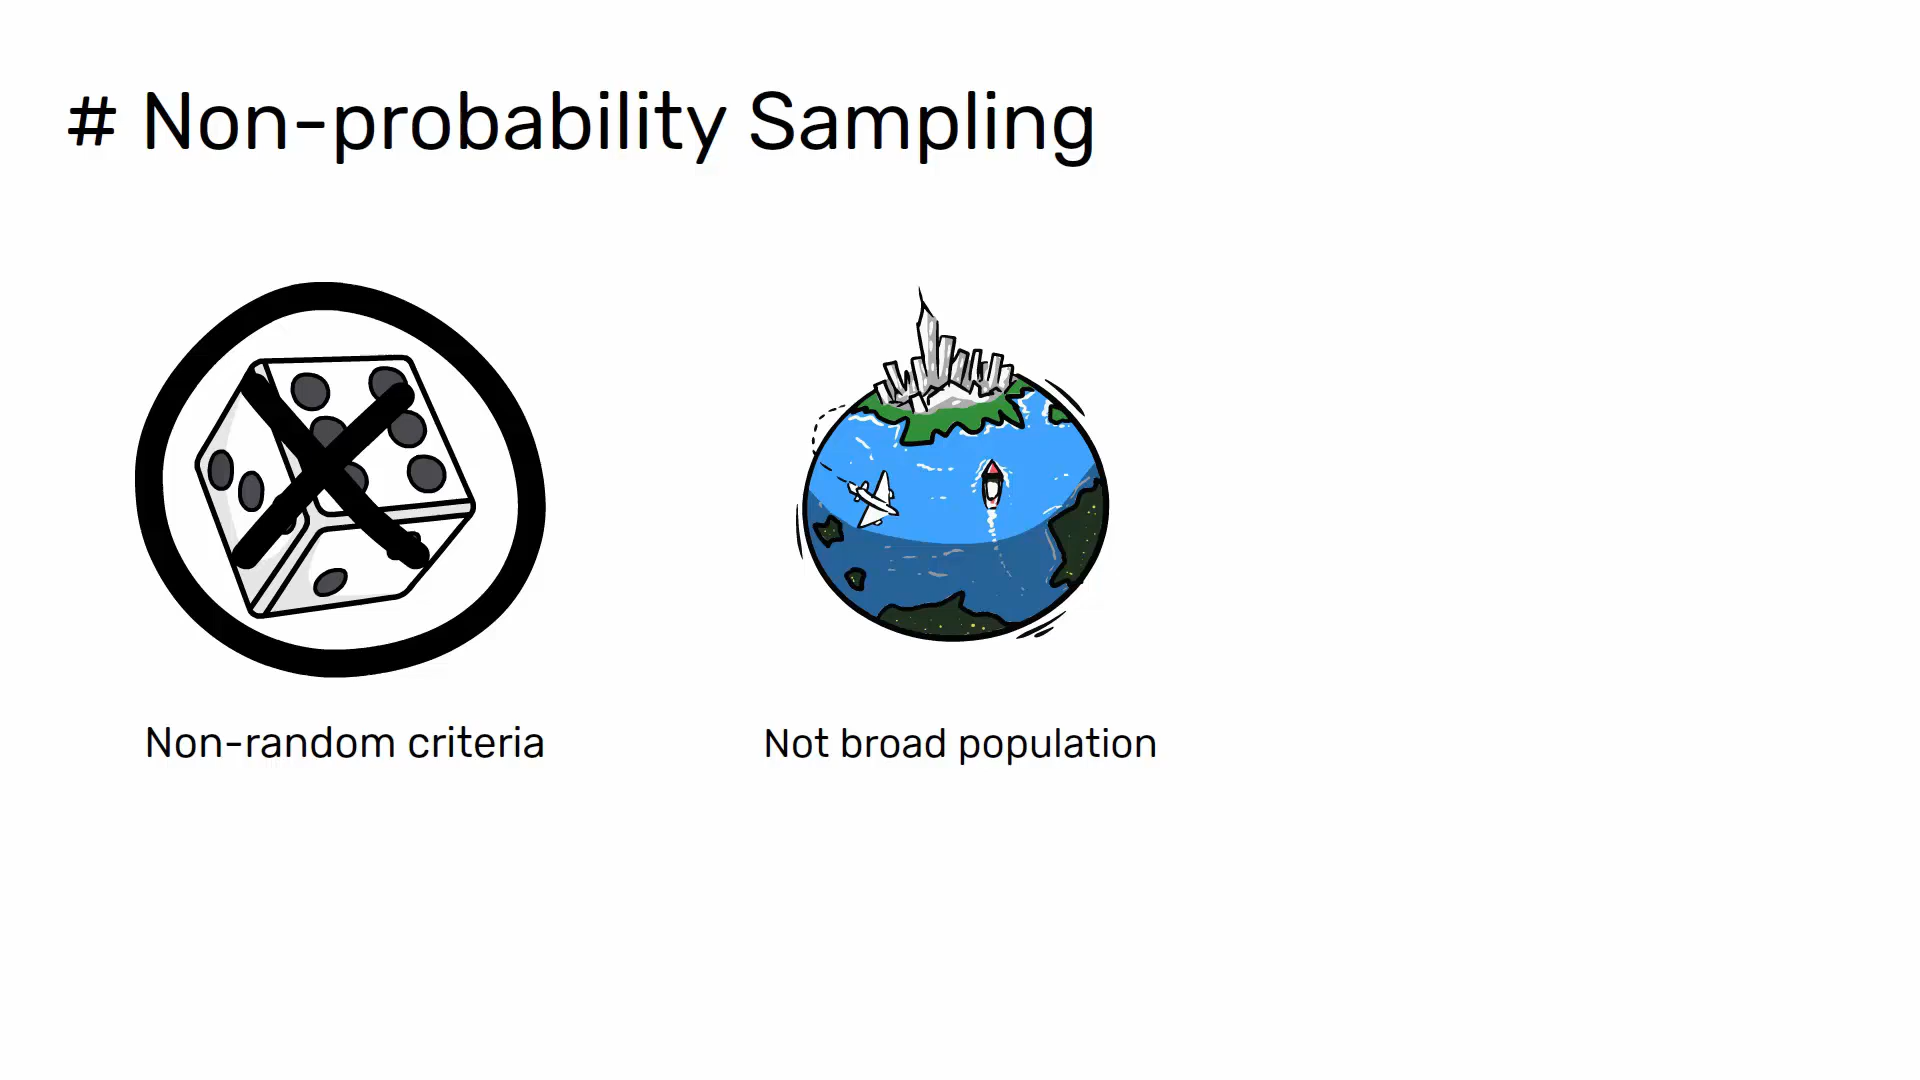 # Non-probability Sampling
Non-random criteria
Not broad population